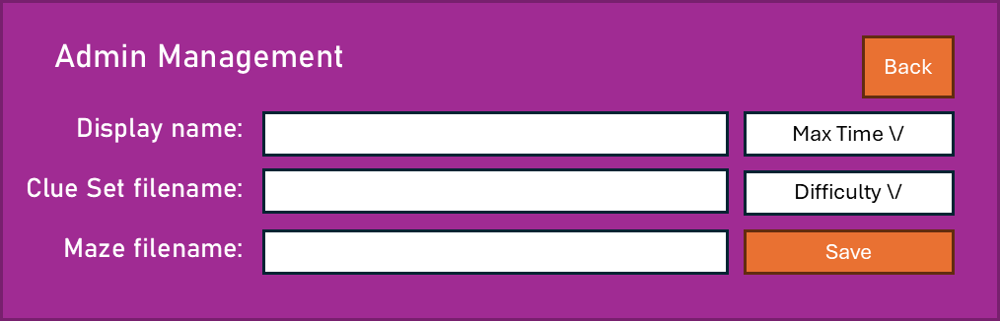 Admin Management
Back
Display name:
Max Time \/
Clue Set filename:
Difficulty \/
Maze filename:
Save